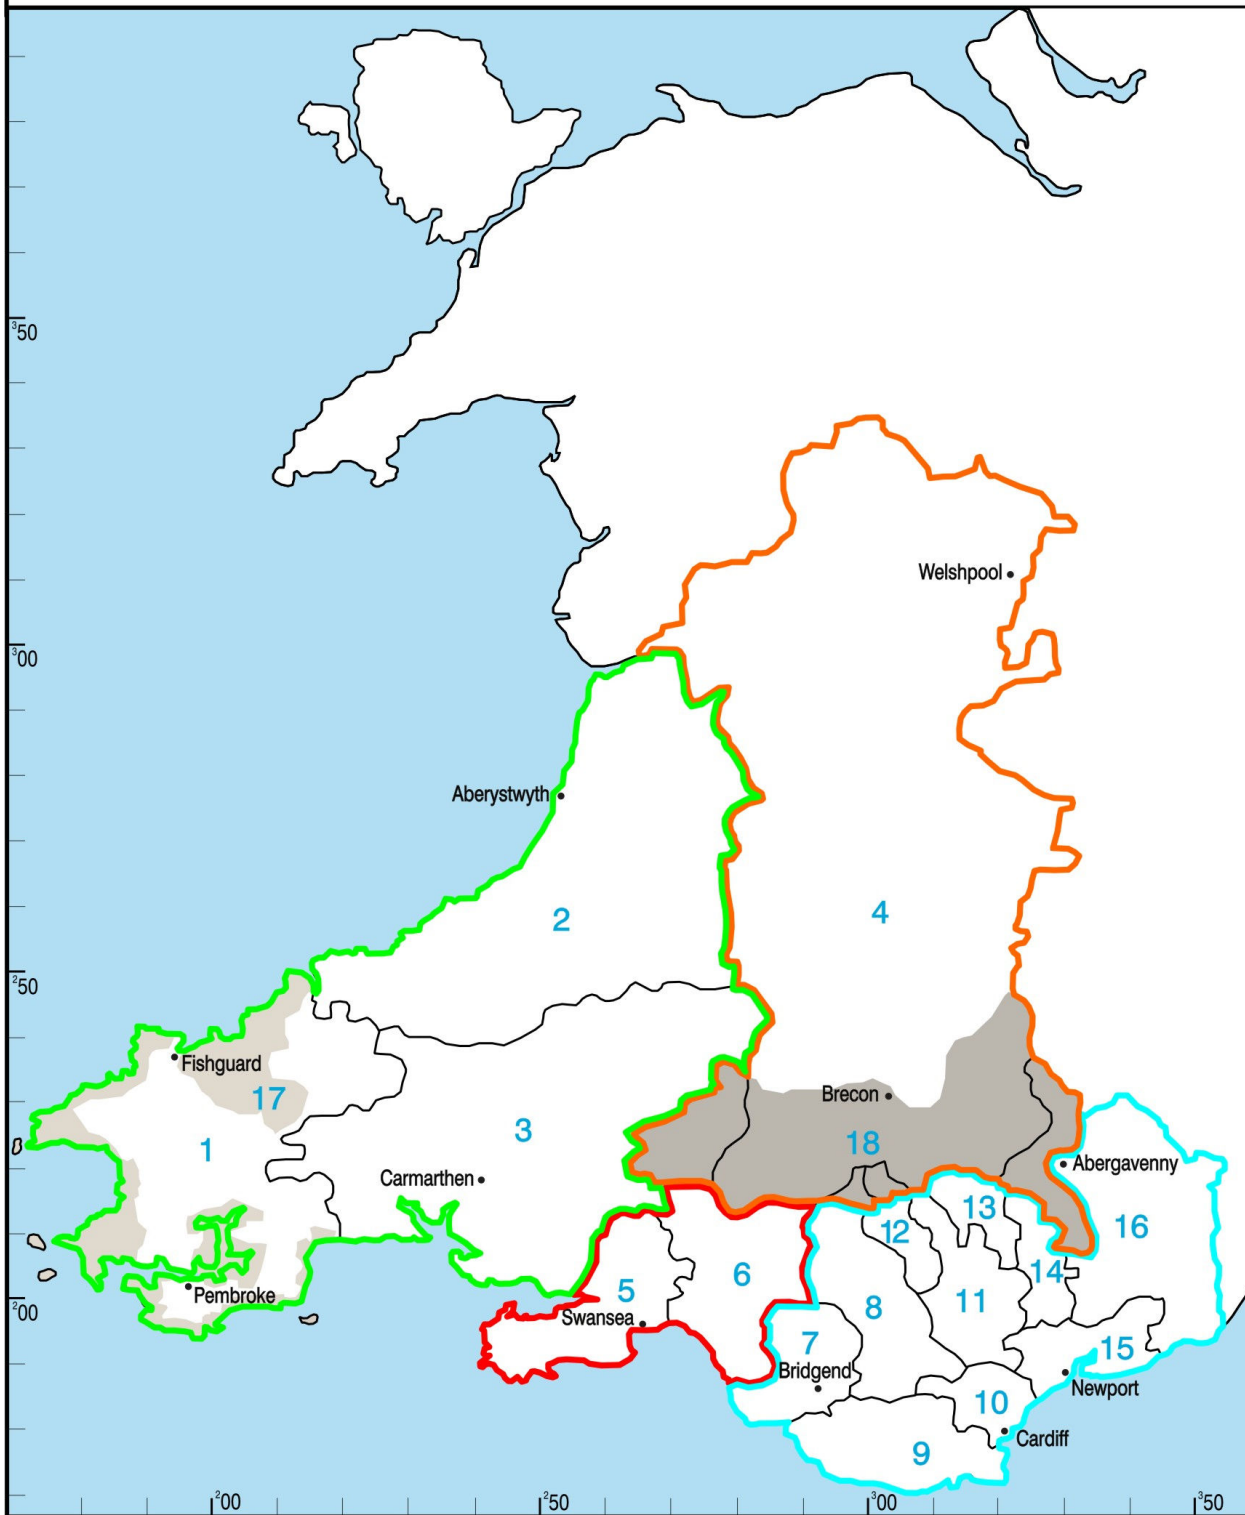 ³50
Welshpool
³00
Aberystwyth
2
4
²50
Fishguard
17
Brecon
1
3
18
Abergavenny
Carmarthen
13
16
12
14
5
6
²00
Pembroke
Swansea
8
11
7
15
Bridgend
Newport
10
Cardiff
9
²00
²50
³00
³50